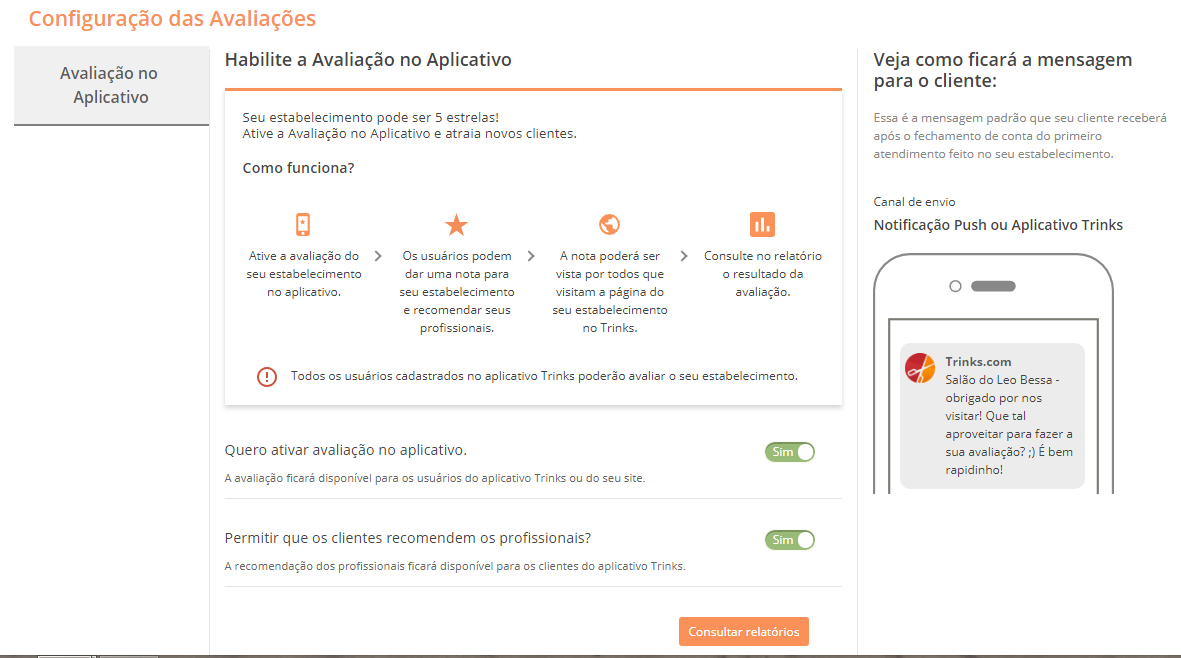 Configuração das Avaliações
Avaliação no
Aplicativo
Habilite a Avaliação no Aplicativo
Seu estabelecimento pode ser 5 estrelas!
Ative a Avaliação no Aplicativo e atraia novos clientes.
Como funciona?
Ative a avaliação do
seu estabelecimento
no aplicativo.
Os usuários podem
dar uma nota para
seu estabelecimento
e recomendar seus
profissionais.
A nota poderá ser
vista por todos que
visitam a página do
seu estabelecimento
no Trinks.
Consulte no relatório
o resultado da
avaliação.
Todos os usuários cadastrados no aplicativo Trinks poderão avaliar o seu estabelecimento.
Quero ativar avaliação no aplicativo.
Sim
A avaliação ficará disponível para os usuários do aplicativo Trinks ou do seu site.
Permitir que os clientes recomendem os profissionais?
Sim
A recomendação dos profissionais ficará disponível para os clientes do aplicativo Trinks.
Consultar relatórios
Veja como ficará a mensagem
para o cliente:
Essa é a mensagem padrão que seu cliente receberá
após o fechamento de conta do primeiro
atendimento feito no seu estabelecimento.
Canal de envio
Notificação Push ou Aplicativo Trinks
Trinks.com
Salão do Leo Bessa -
obrigado por nos
visitar! Que tal
aproveitar para fazer a
sua avaliação? ;) É bem
rapidinho!